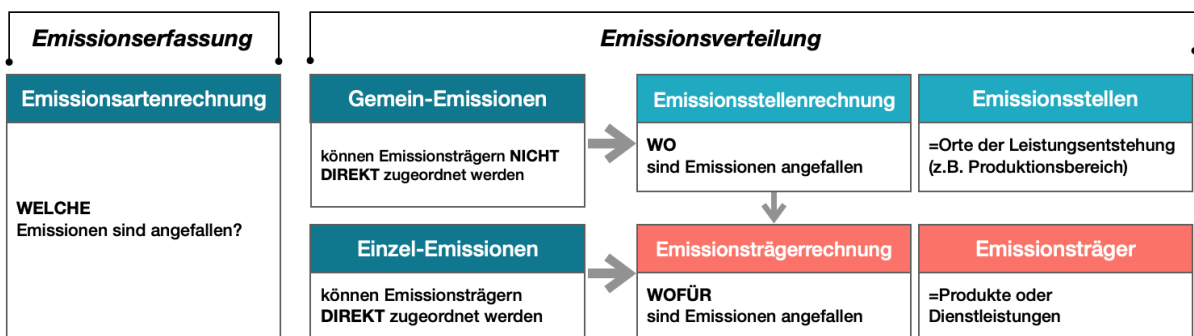 Emissionserfassung
Emissionsverteilung
Emissionsartenrechnung
WELCHE
Emissionen sind angefallen?
Gemein-Emissionen
können Emissionsträgern NICHT
DIREKT zugeordnet werden
Emissionsstellenrechnung
WO
sind Emissionen angefallen
Emissionsstellen
=Orte der Leistungsentstehung
(z.B. Produktionsbereich)
Einzel-Emissionen
können Emissionsträgern
DIREKT zugeordnet werden
Emissionsträgerrechnung
WOFÜR
sind Emissionen angefallen
Emissionsträger
=Produkte oder
Dienstleistungen